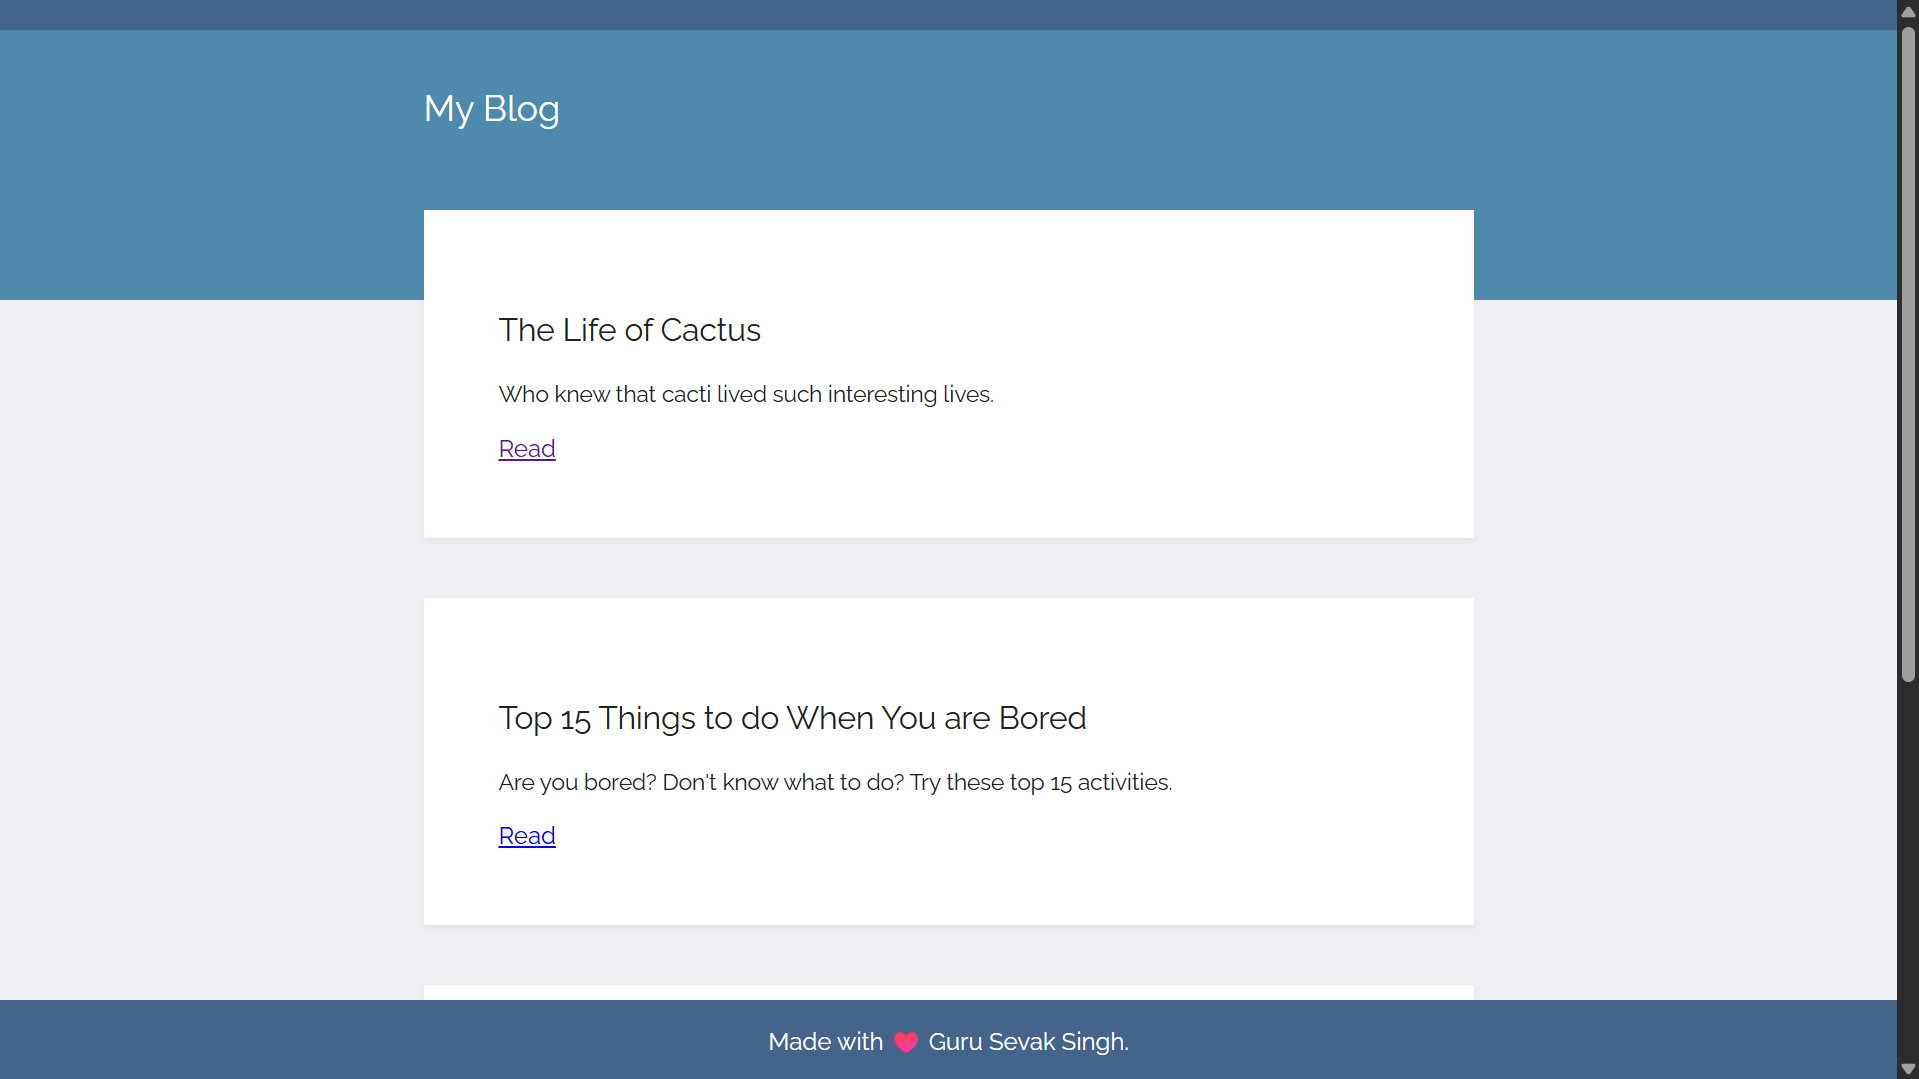 My Blog
The Life of Cactus
Who knew that cacti lived such interesting lives.
Read
Top 15 Things to do When You are Bored
Are you bored? Don't know what to do? Try these top 15 activities.
Read
Made with 💗 Guru Sevak Singh.